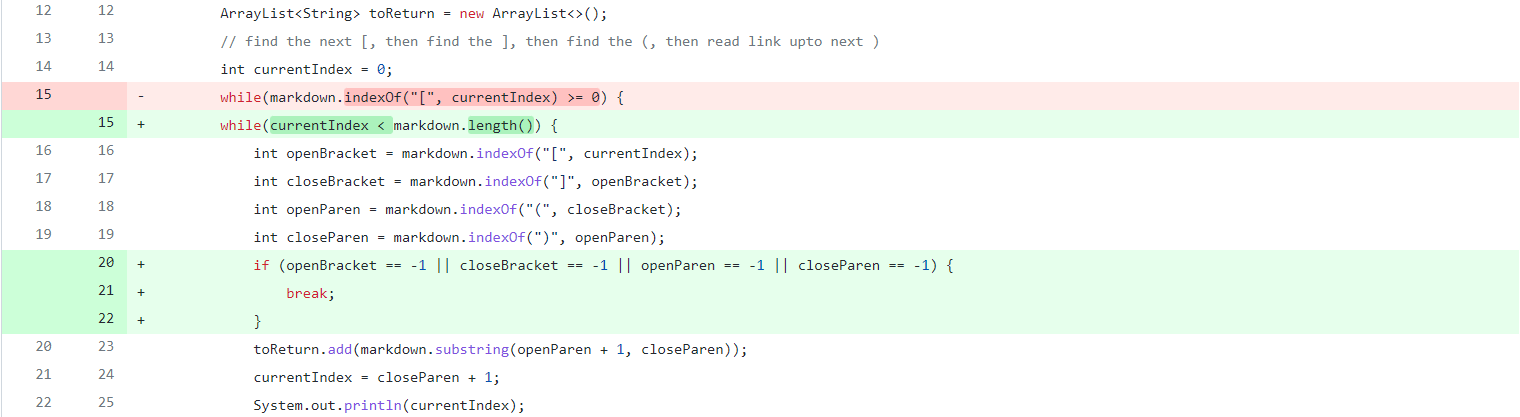 12 12 ArrayList<String> toReturn = new ArrayList<>();
13 13 // find the next [, then find the ], then find the (, then read link upto next )
14 14 int currentIndex = 0;
15 - while(markdown.indexOf("[", currentIndex) >= 0) {
15 + while(currentIndex < markdown.length()) {
16 16 int openBracket = markdown.indexOf("[", currentIndex);
17 17 int closeBracket = markdown.indexOf("]", openBracket);
18 18 int openParen = markdown.indexOf("(", closeBracket);
19 19 int closeParen = markdown.indexOf(")", openParen);
20 + if (openBracket == -1 || closeBracket == -1 || openParen == -1 || closeParen == -1) {
21 + break;
22 + }
20 23 toReturn.add(markdown.substring(openParen + 1, closeParen));
21 24 currentIndex = closeParen + 1;
22 25 System.out.println(currentIndex);